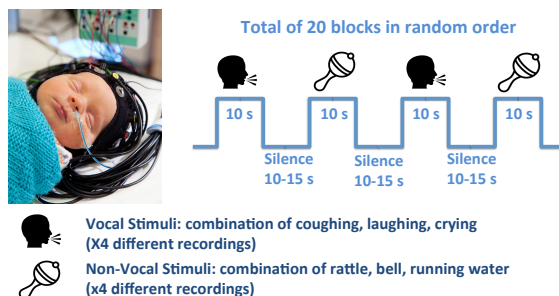 Total of 20 blocks in random order
10 s 10 s 10 s 10 s
Silence Silence Silence
10-15 s 10-15 s 10-15 s
Vocal Stimuli: combination of coughing, laughing, crying
(X4 different recordings)
Non-Vocal Stimuli: combination of rattle, bell, running water
(x4 different recordings)